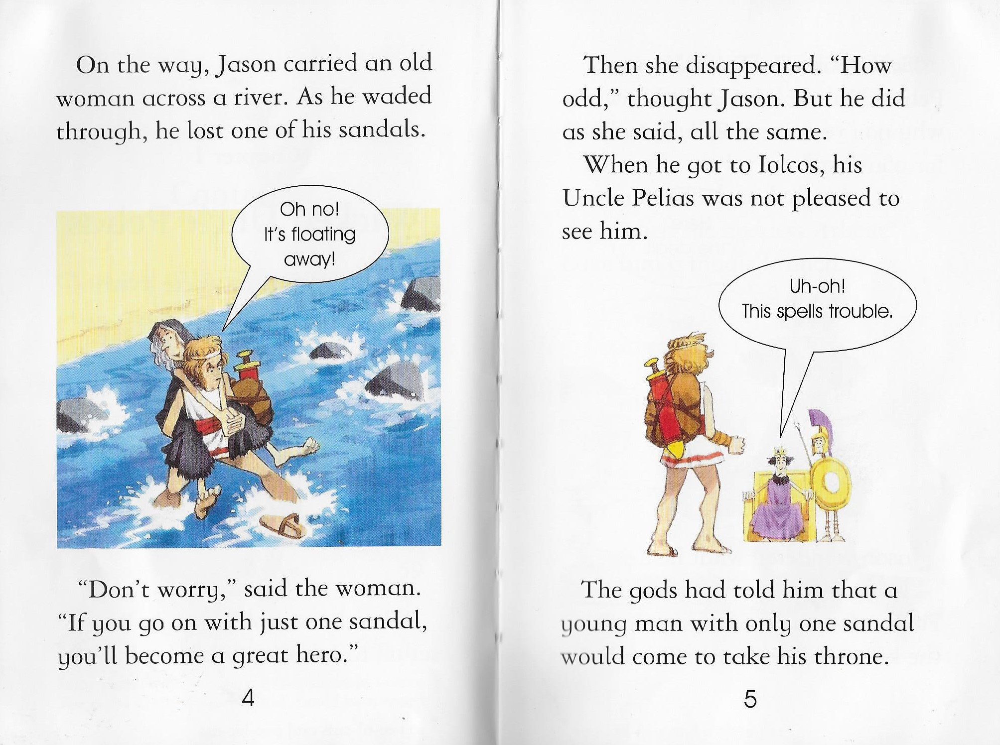 On the way, Jason carried an old
woman across a river. As he waded
through, he lost one of his sandals.
Oh no!
It's floating
away!
“Don't worry,” said the woman.
“If you go on with just one sandal,
you'll become a great hero.”
4
Then she disappeared. “How
odd,” thought Jason. But he did
as she said, all the same.
When he got to Iolcos, his
Uncle Pelias was not pleased to
see him.
Uh-oh!
This spells trouble.
The gods had told him that a
young man with only one sandal
would come to take his throne.
5